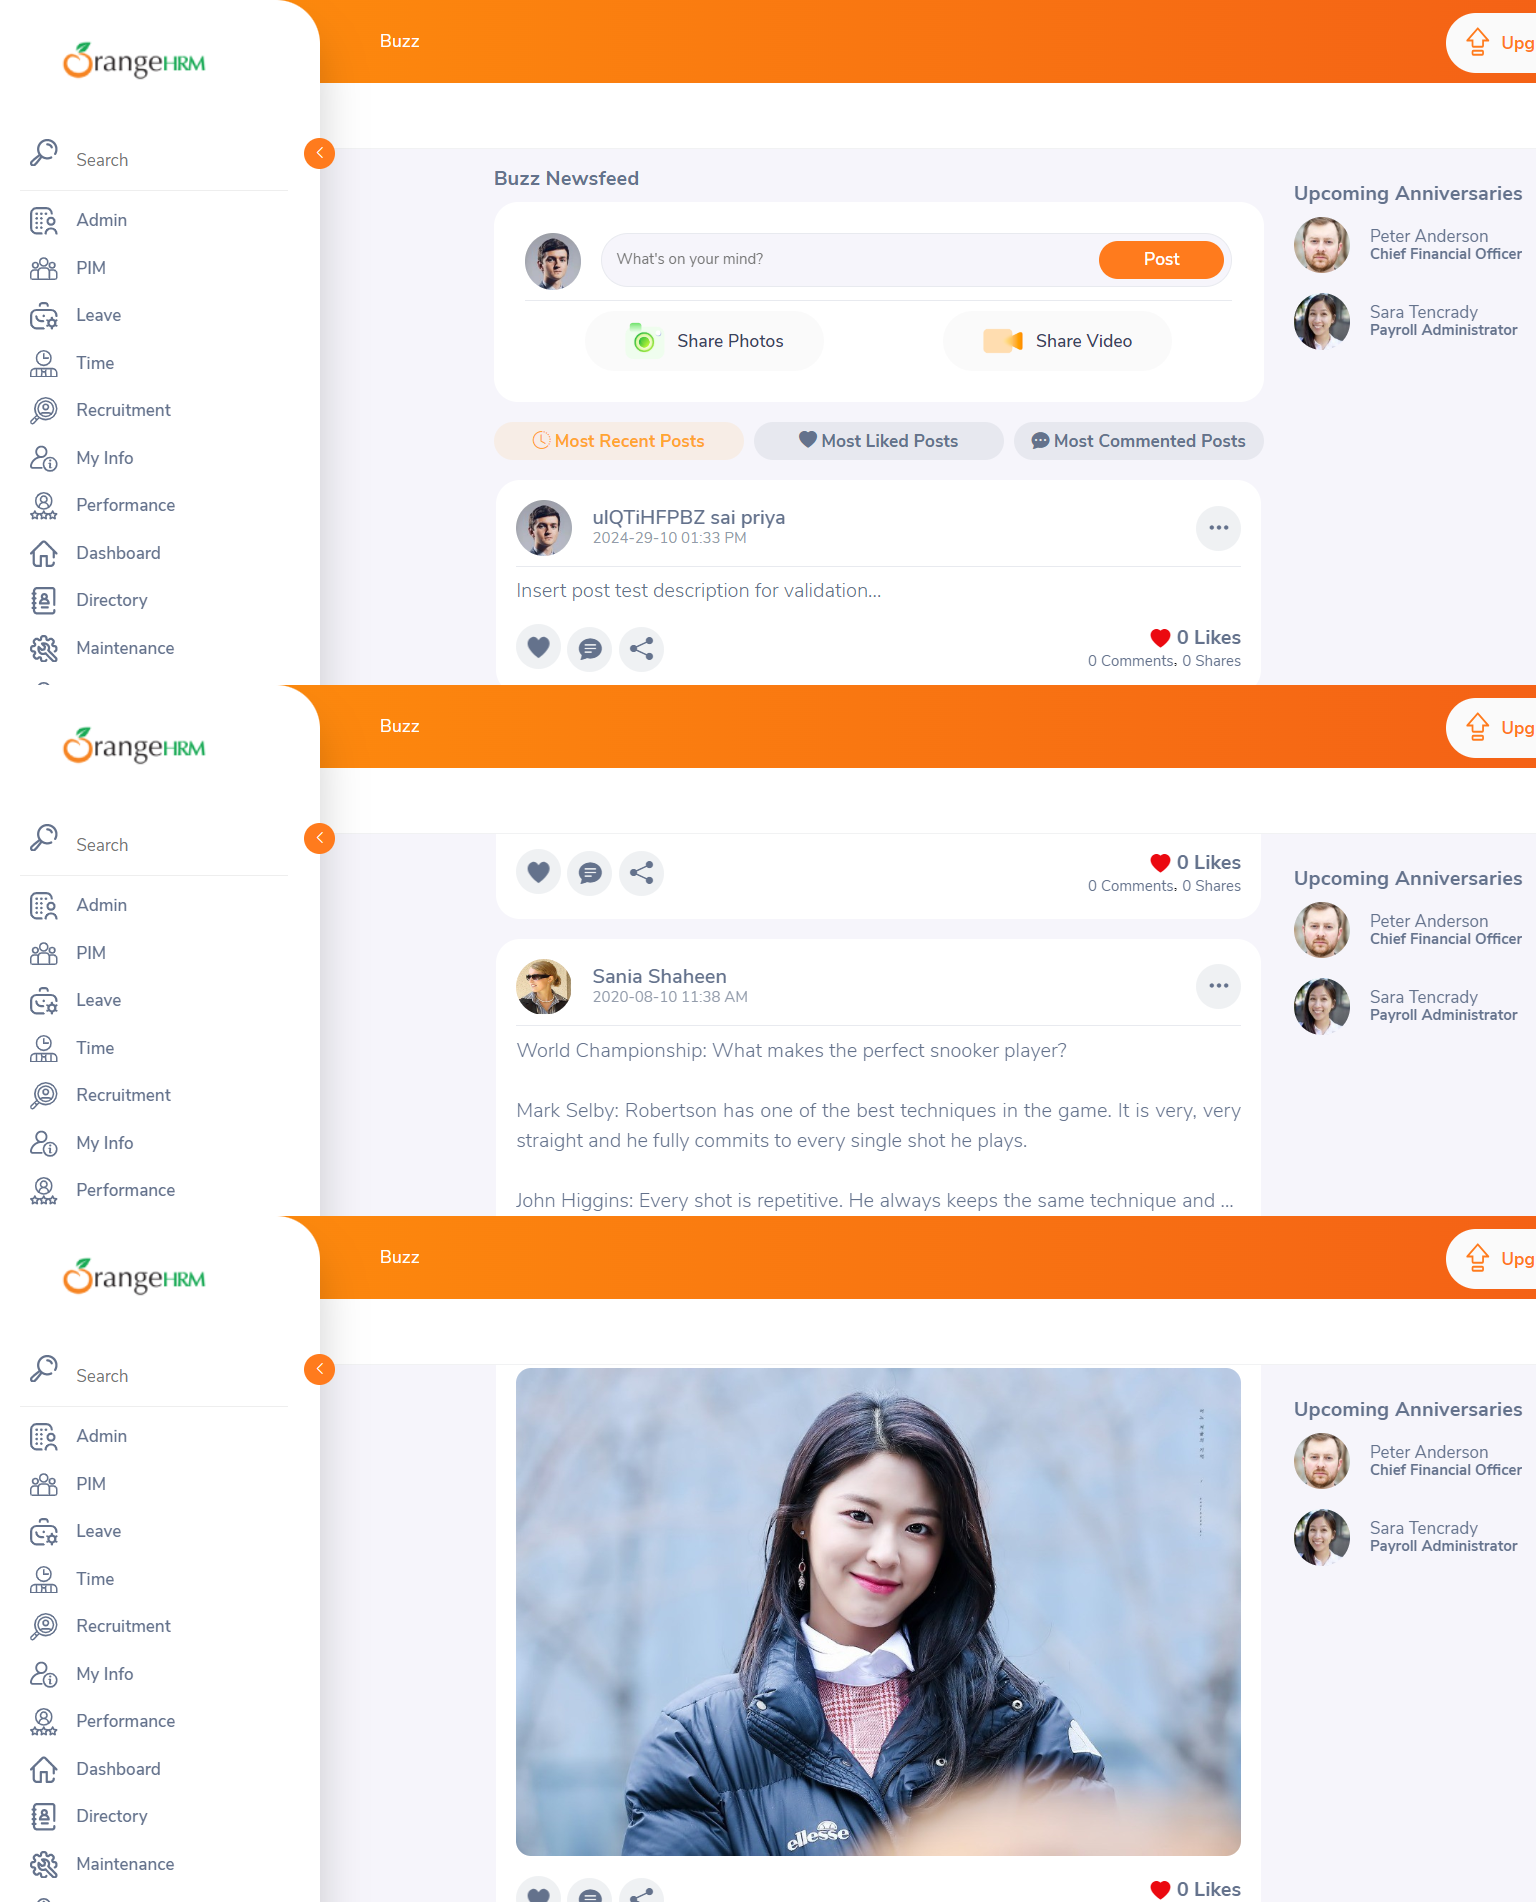 OrangeHRM
Buzz
Upg
Search
Admin
PIM
Leave
Time
Recruitment
My Info
Performance
Dashboard
Directory
Maintenance
Buzz Newsfeed
What's on your mind?
Post
Share Photos
Share Video
Most Recent Posts
Most Liked Posts
Most Commented Posts
ulQTiHFPBZ sai priya
2024-29-10 01:33 PM
Insert post test description for validation...
0 Likes
0 Comments, 0 Shares
Upcoming Anniversaries
Peter Anderson
Chief Financial Officer
Sara Tencrady
Payroll Administrator
OrangeHRM
Buzz
Upg
Search
Admin
PIM
Leave
Time
Recruitment
My Info
Performance
0 Likes
0 Comments, 0 Shares
Sania Shaheen
2020-08-10 11:38 AM
World Championship: What makes the perfect snooker player?
Mark Selby: Robertson has one of the best techniques in the game. It is very, very
straight and he fully commits to every single shot he plays.
John Higgins: Every shot is repetitive. He always keeps the same technique and ...
Upcoming Anniversaries
Peter Anderson
Chief Financial Officer
Sara Tencrady
Payroll Administrator
OrangeHRM
Buzz
Upg
Search
Admin
PIM
Leave
Time
Recruitment
My Info
Performance
Dashboard
Directory
Maintenance
ellesse
0 Likes
Upcoming Anniversaries
Peter Anderson
Chief Financial Officer
Sara Tencrady
Payroll Administrator